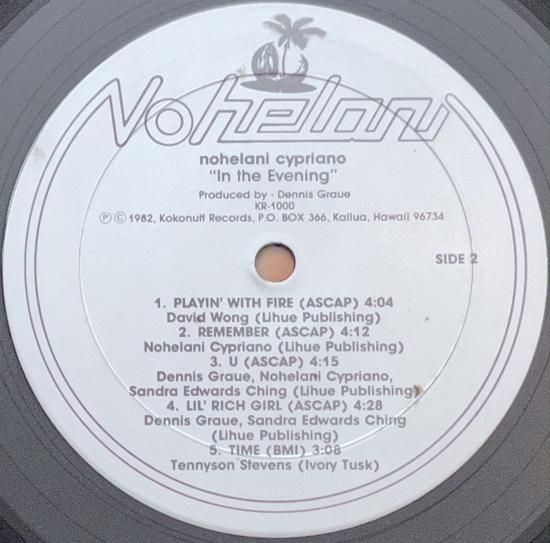 Nohelani
nohelani cypriano
"In the Evening"
Produced by - Dennis Graue
KR-1000
Ⓟ © 1982, Kokonutt Records, P.O. BOX 366, Kailua, Hawaii 96734
SIDE 2
1. PLAYIN' WITH FIRE (ASCAP) 4:04
David Wong (Lihue Publishing)
2. REMEMBER (ASCAP) 4:12
Nohelani Cypriano (Lihue Publishing)
3. U (ASCAP) 4:15
Dennis Graue, Nohelani Cypriano,
Sandra Edwards Ching (Lihue Publishing)
4. LIL' RICH GIRL (ASCAP) 4:28
Dennis Graue, Sandra Edwards Ching
(Lihue Publishing)
5. TIME (BMI) 3:08
Tennyson Stevens (Ivory Tusk)